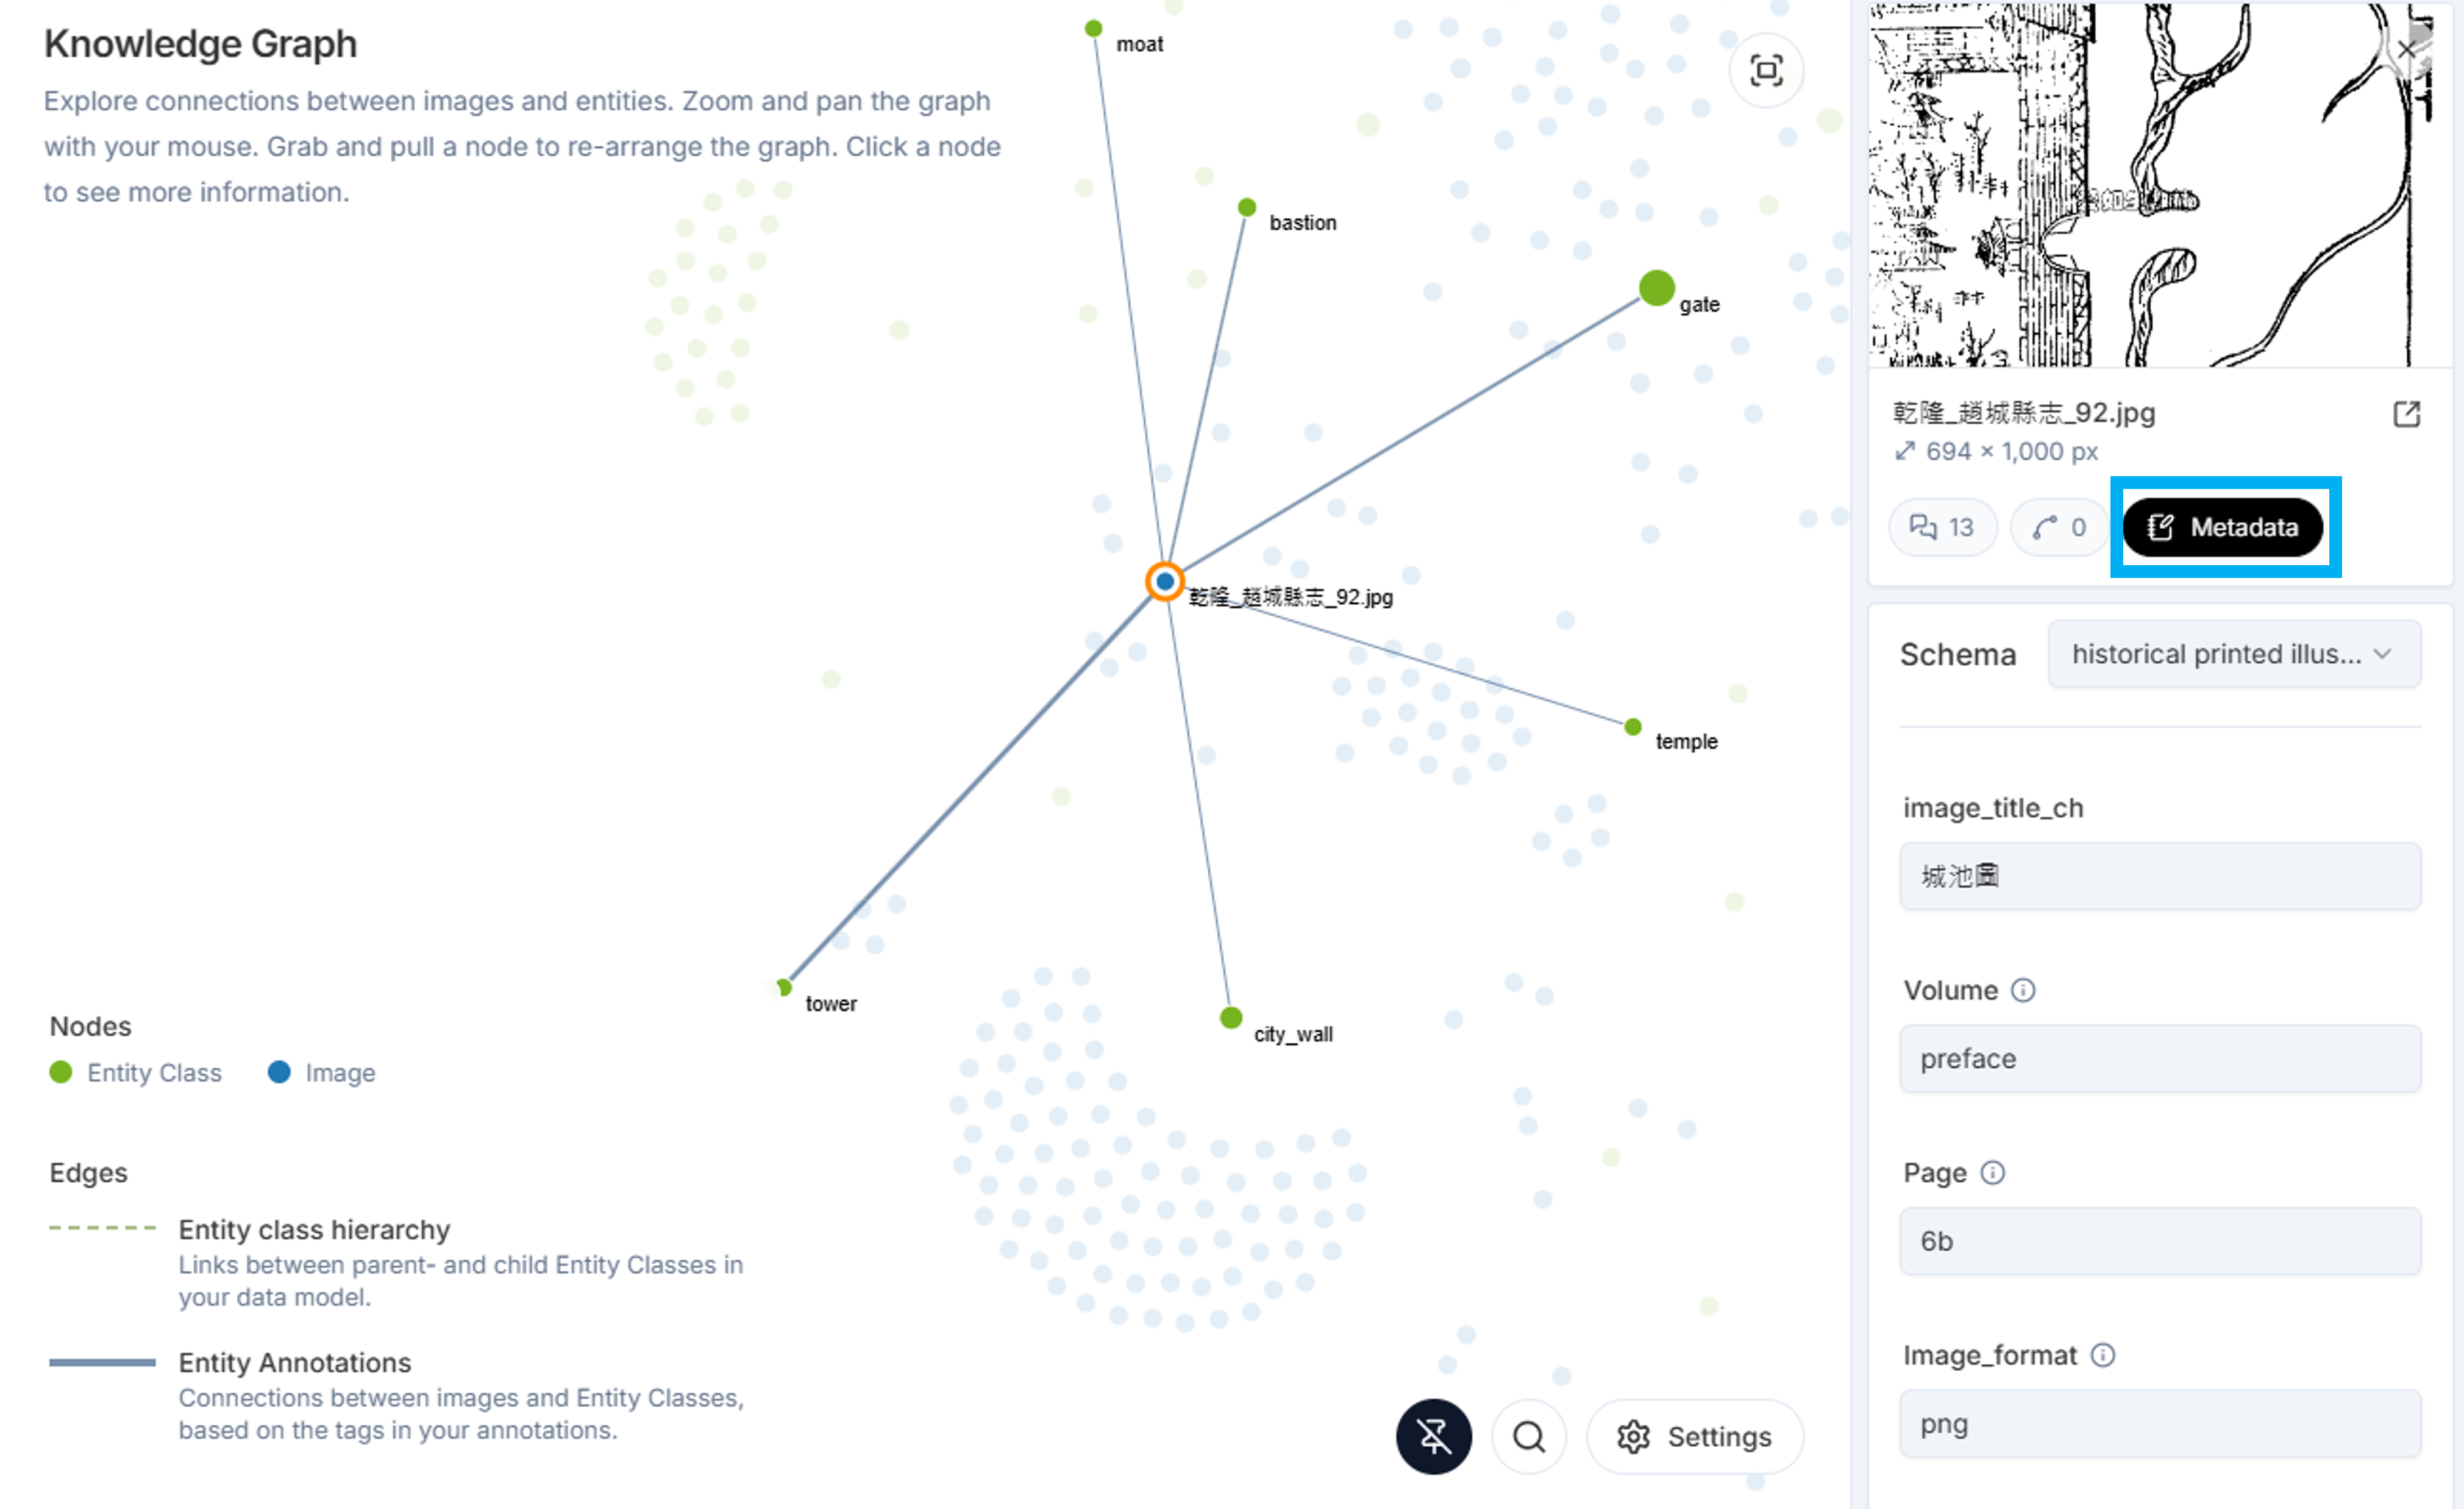 Knowledge Graph
Explore connections between images and entities. Zoom and pan the graph
with your mouse. Grab and pull a node to re-arrange the graph. Click a node
to see more information.
moat
bastion
gate
乾隆_趙城縣志_92.jpg
temple
tower
city_wall
Nodes
Entity Class
Image
Edges
Entity class hierarchy
Links between parent- and child Entity Classes in
your data model.
Entity Annotations
Connections between images and Entity Classes,
based on the tags in your annotations.
Settings
乾隆_趙城縣志_92.jpg
694 × 1,000 px
13
0
Metadata
Schema
historical printed illus...
image_title_ch
城池圖
Volume
preface
Page
6b
Image_format
png